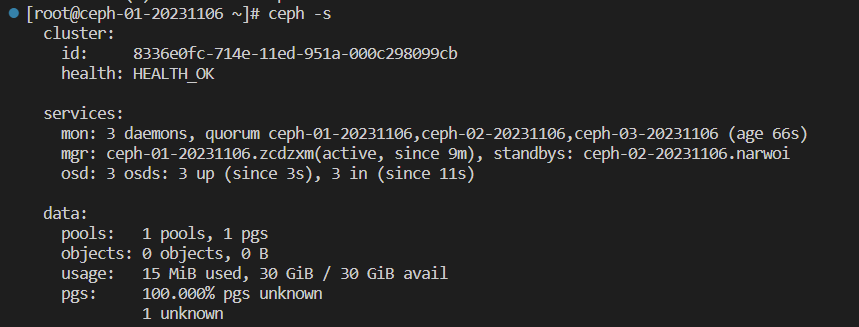 [root@ceph-01-20231106 ~]# ceph -s
cluster:
id: 8336e0fc-714e-11ed-951a-000c298099cb
health: HEALTH_OK
services:
mon: 3 daemons, quorum ceph-01-20231106,ceph-02-20231106,ceph-03-20231106 (age 66s)
mgr: ceph-01-20231106.zcdzxm(active, since 9m), standbys: ceph-02-20231106.narwoi
osd: 3 osds: 3 up (since 3s), 3 in (since 11s)
data:
pools: 1 pools, 1 pgs
objects: 0 objects, 0 B
usage: 15 MiB used, 30 GiB / 30 GiB avail
pgs: 100.000% pgs unknown
1 unknown